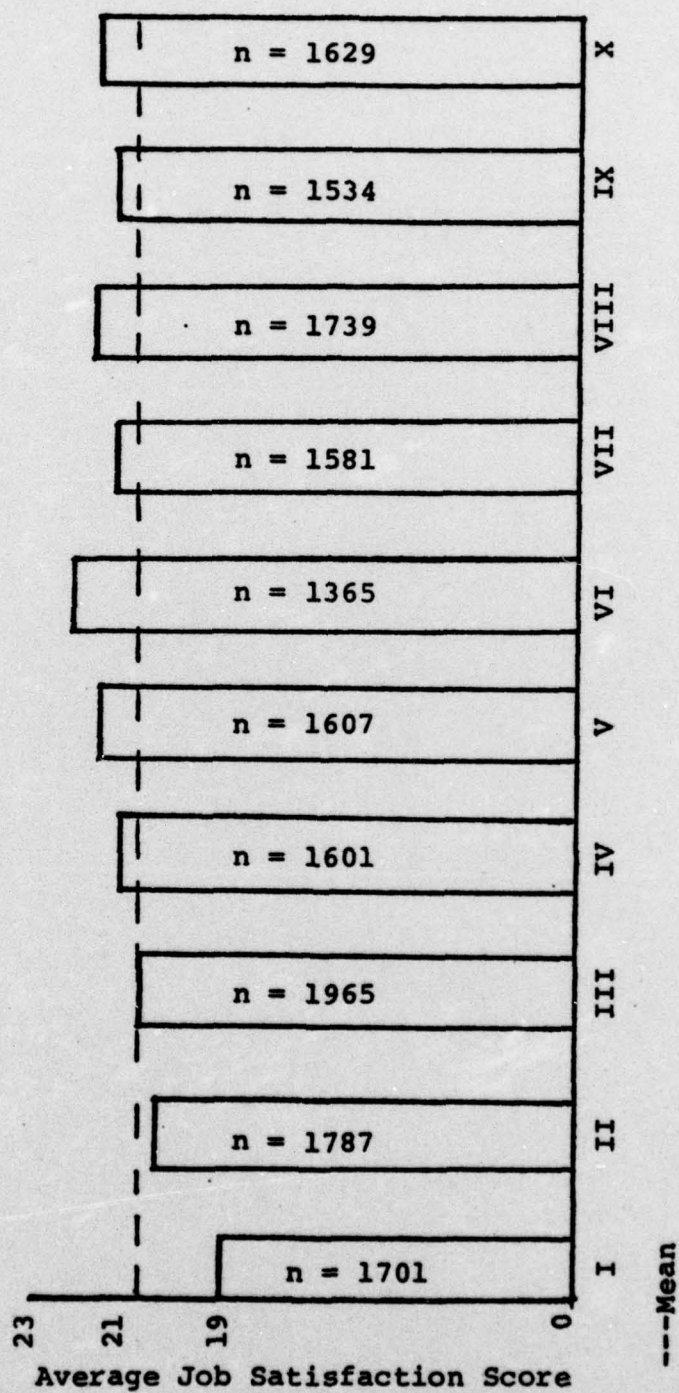 n = 1629
X
n = 1534
IX
n = 1739
VIII
n = 1581
VII
n = 1365
VI
n = 1607
V
n = 1601
IV
n = 1965
III
n = 1787
II
n = 1701
I
23
21
19
0
Average Job Satisfaction Score
---Mean